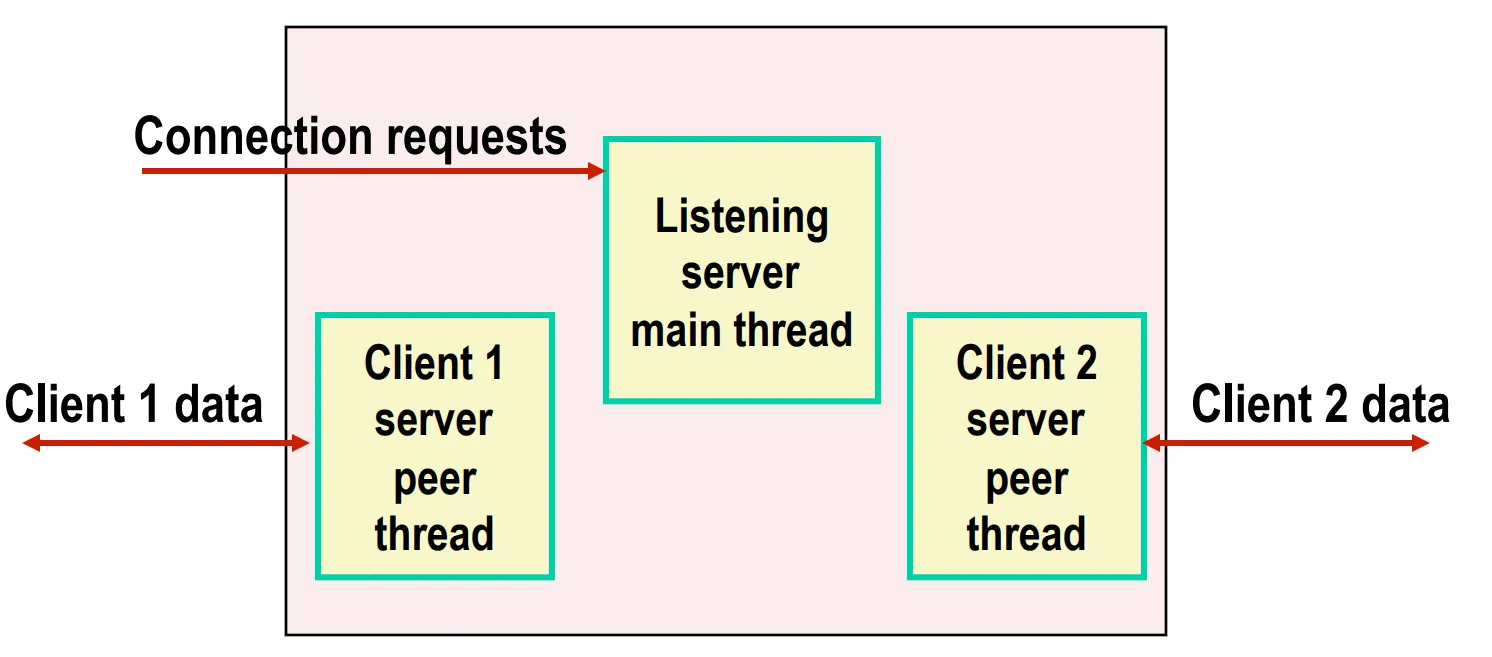 Connection requests
Listening
server
main thread
Client 1 data
Client 1
server
peer
thread
Client 2
server
peer
thread
Client 2 data